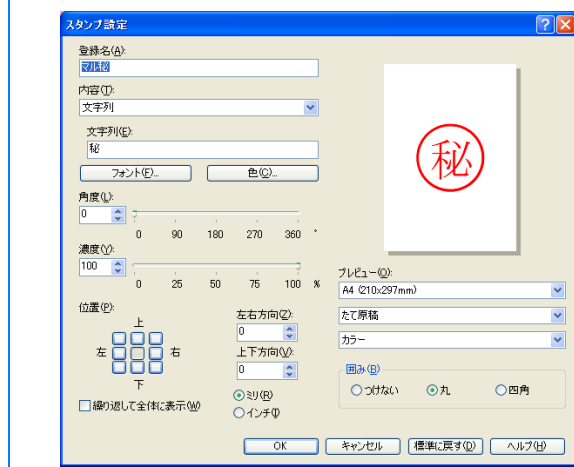 スタンプ設定
登録名(A):
マル秘
内容(T):
文字列
文字列(E):
秘
フォント(F)...
色(C)...
角度(L):
0
0 90 180 270 360 °
濃度(Y):
100
0 25 50 75 100 %
位置(P):
上
左 右
下
繰り返して全体に表示(W)
左右方向(Z):
0
上下方向(V):
0
ミリ(R)
インチ(I)
秘
プレビュー(O):
A4 (210x297mm)
たて原稿
カラー
囲み(B)
つけない 丸 四角
OK キャンセル 標準に戻す(D) ヘルプ(H)